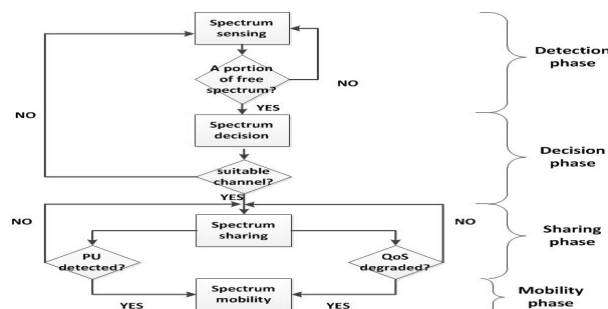 Spectrum
sensing
Detection
phase
A portion
of free
spectrum?
NO
YES
NO
Spectrum
decision
Decision
phase
suitable
channel?
YES
NO
NO
Spectrum
sharing
Sharing
phase
PU
detected?
QoS
degraded?
Spectrum
mobility
YES
YES
Mobility
phase